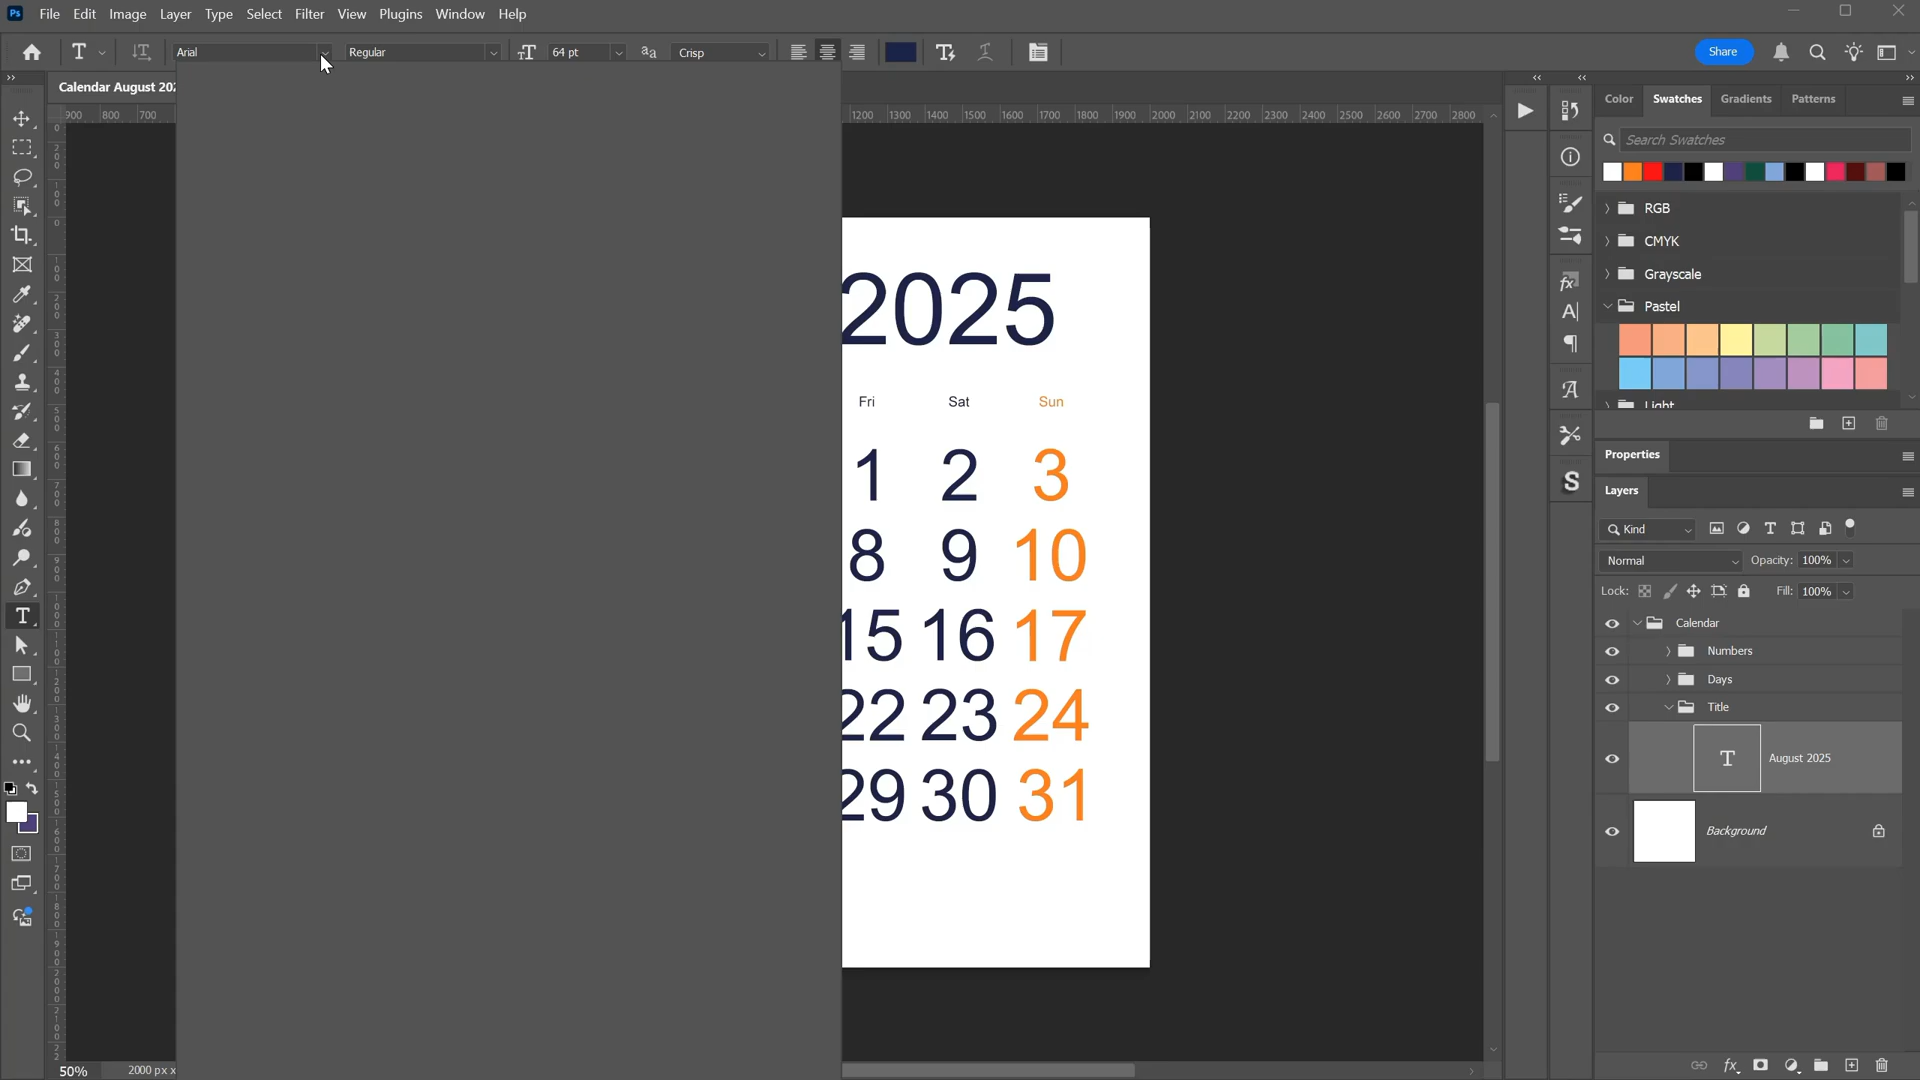 Ps File Edit Image Layer Type Select Filter View Plugins Window Help
T Arial Regular 64 pt aa Crisp Share
Calendar August 202
900 800 700 1200 1300 1400 1500 1600 1700 1800 1900 2000 2100 2200 2300 2400 2500 2600 2700 2800
Color Swatches Gradients Patterns
Search Swatches
RGB
CMYK
Grayscale
Pastel
Light
2025
Fri Sat Sun
1 2 3
8 9 10
15 16 17
22 23 24
29 30 31
Properties
Layers
Kind
Normal Opacity: 100%
Lock: Fill: 100%
Calendar
Numbers
Days
Title
T August 2025
Background
50% 2000 px x